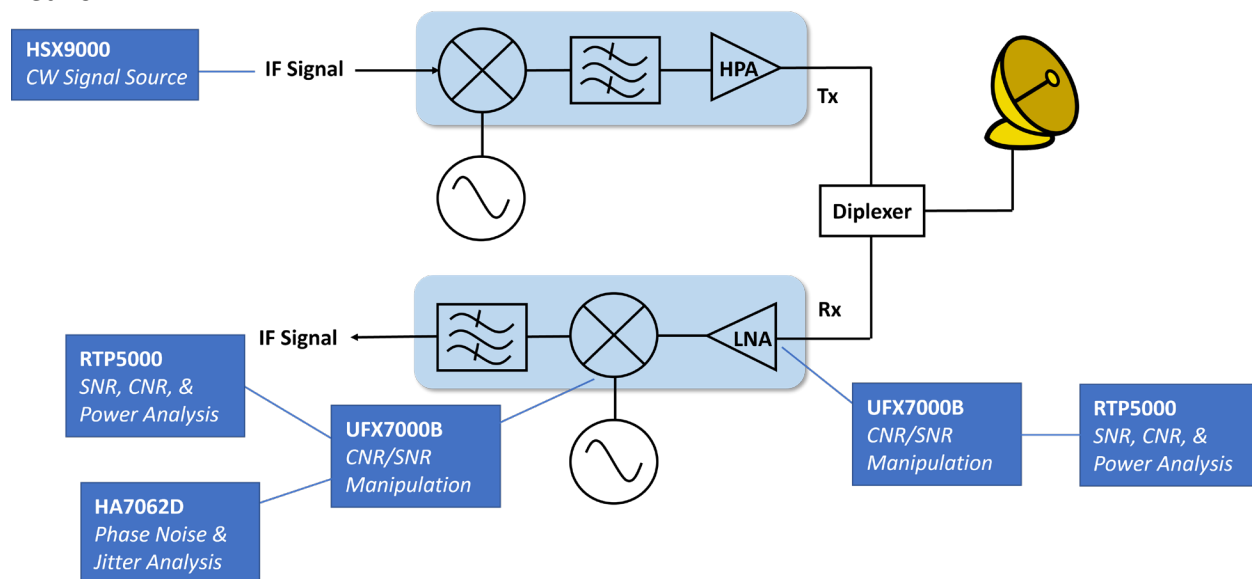 HSX9000
CW Signal Source
IF Signal
HPA
Tx
Diplexer
IF Signal
LNA
Rx
RTP5000
SNR, CNR, &
Power Analysis
UFX7000B
CNR/SNR
Manipulation
HA7062D
Phase Noise &
Jitter Analysis
UFX7000B
CNR/SNR
Manipulation
RTP5000
SNR, CNR, &
Power Analysis